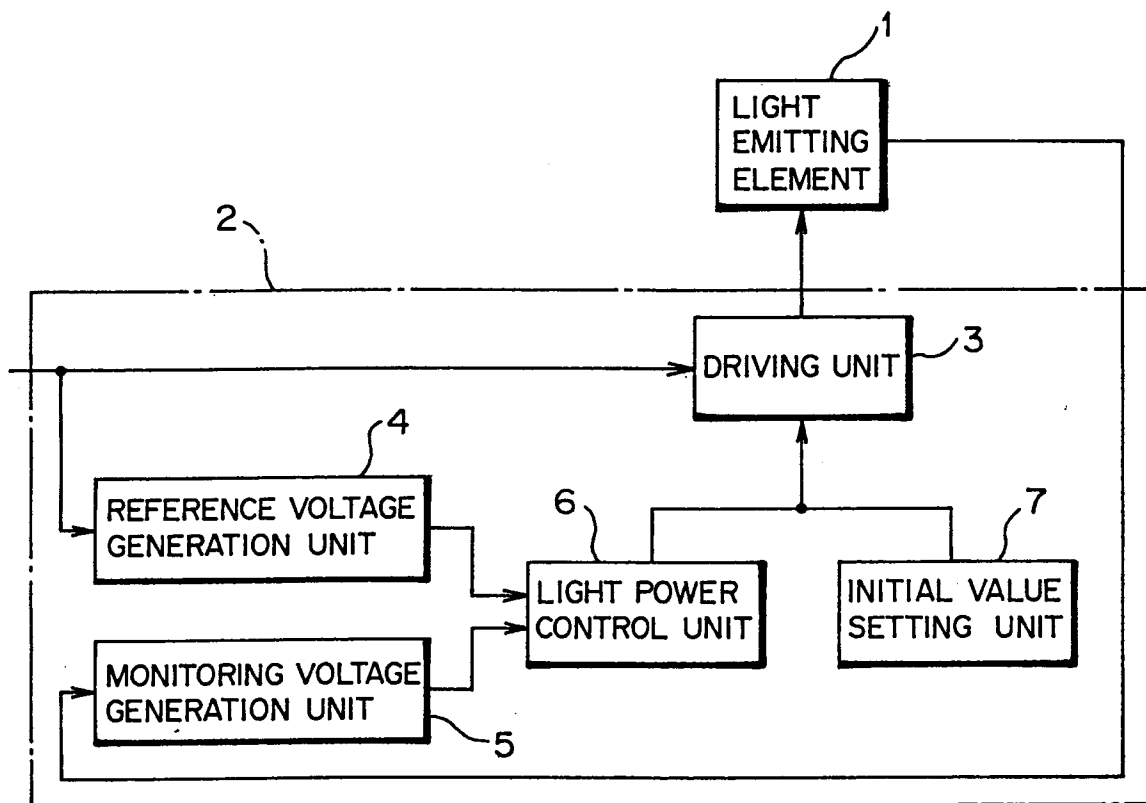 1
LIGHT
EMITTING
ELEMENT
2
DRIVING UNIT
3
4
REFERENCE VOLTAGE
GENERATION UNIT
6
7
LIGHT POWER
CONTROL UNIT
INITIAL VALUE
SETTING UNIT
MONITORING VOLTAGE
GENERATION UNIT
5